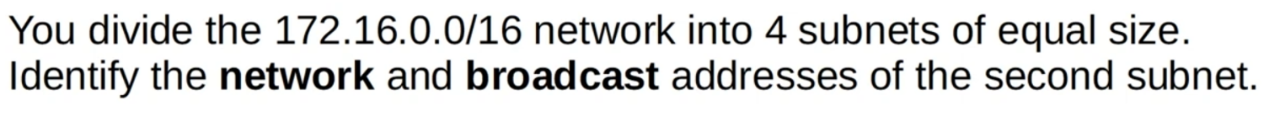 You divide the 172.16.0.0/16 network into 4 subnets of equal size.
Identify the network and broadcast addresses of the second subnet.